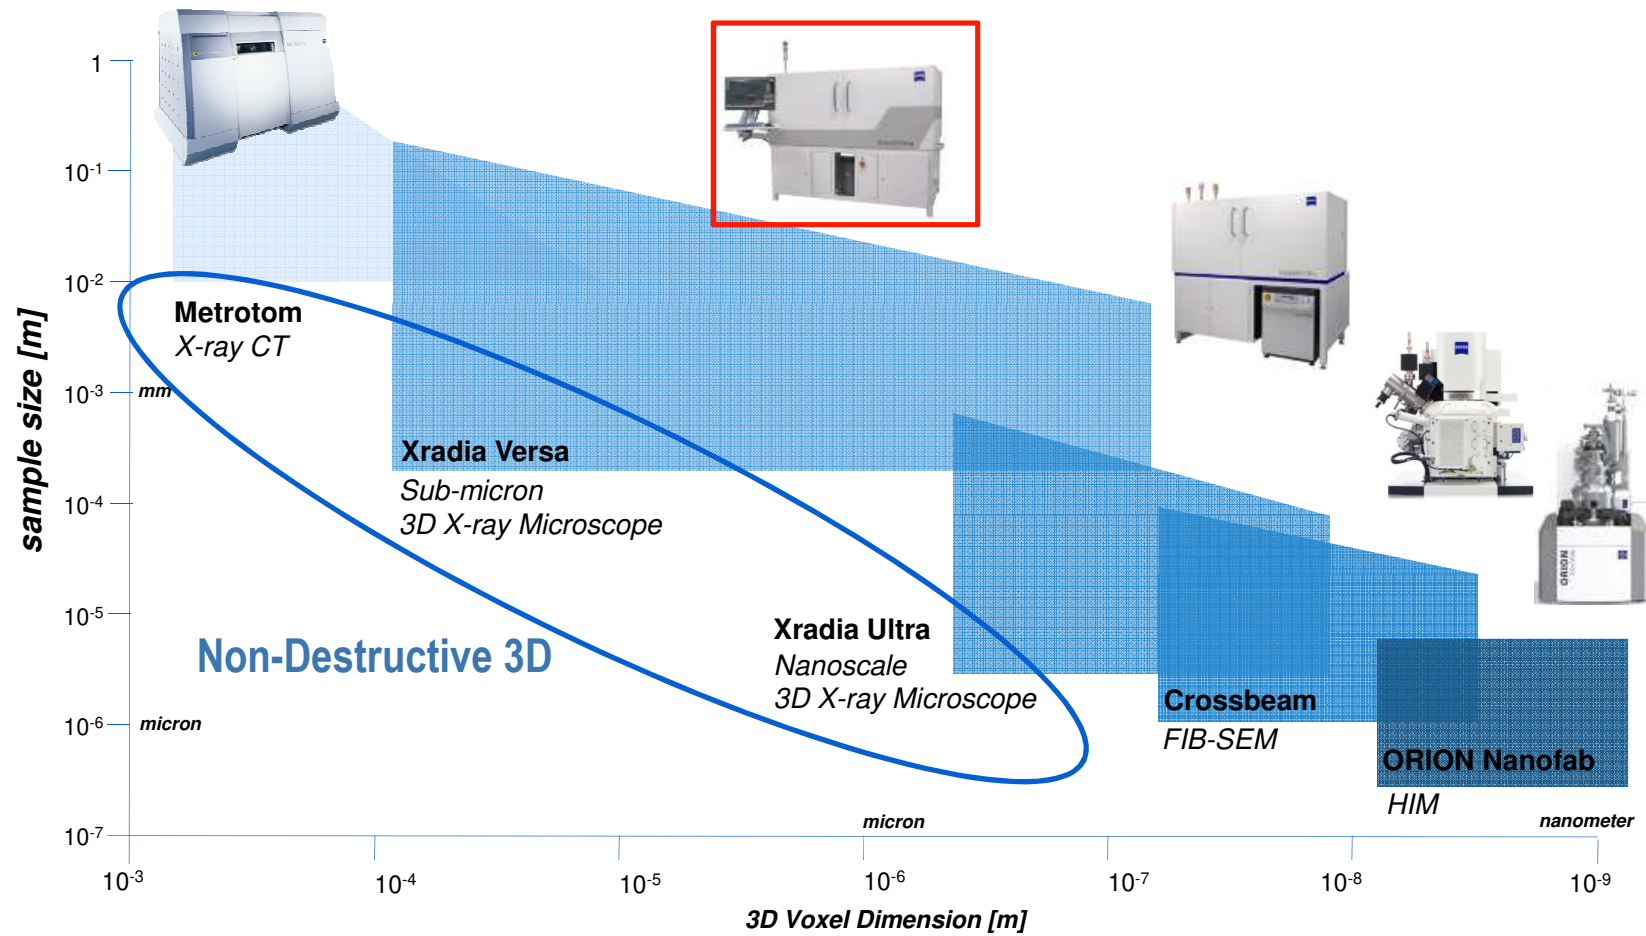 1
10-1
10-2
10-3
10-4
10-5
10-6
10-7
sample size [m]
mm
micron
Metrotom
X-ray CT
Xradia Versa
Sub-micron
3D X-ray Microscope
Non-Destructive 3D
Xradia Ultra
Nanoscale
3D X-ray Microscope
Crossbeam
FIB-SEM
ORION Nanofab
HIM
ORION
micron
nanometer
10-3
10-4
10-5
10-6
10-7
10-8
10-9
3D Voxel Dimension [m]